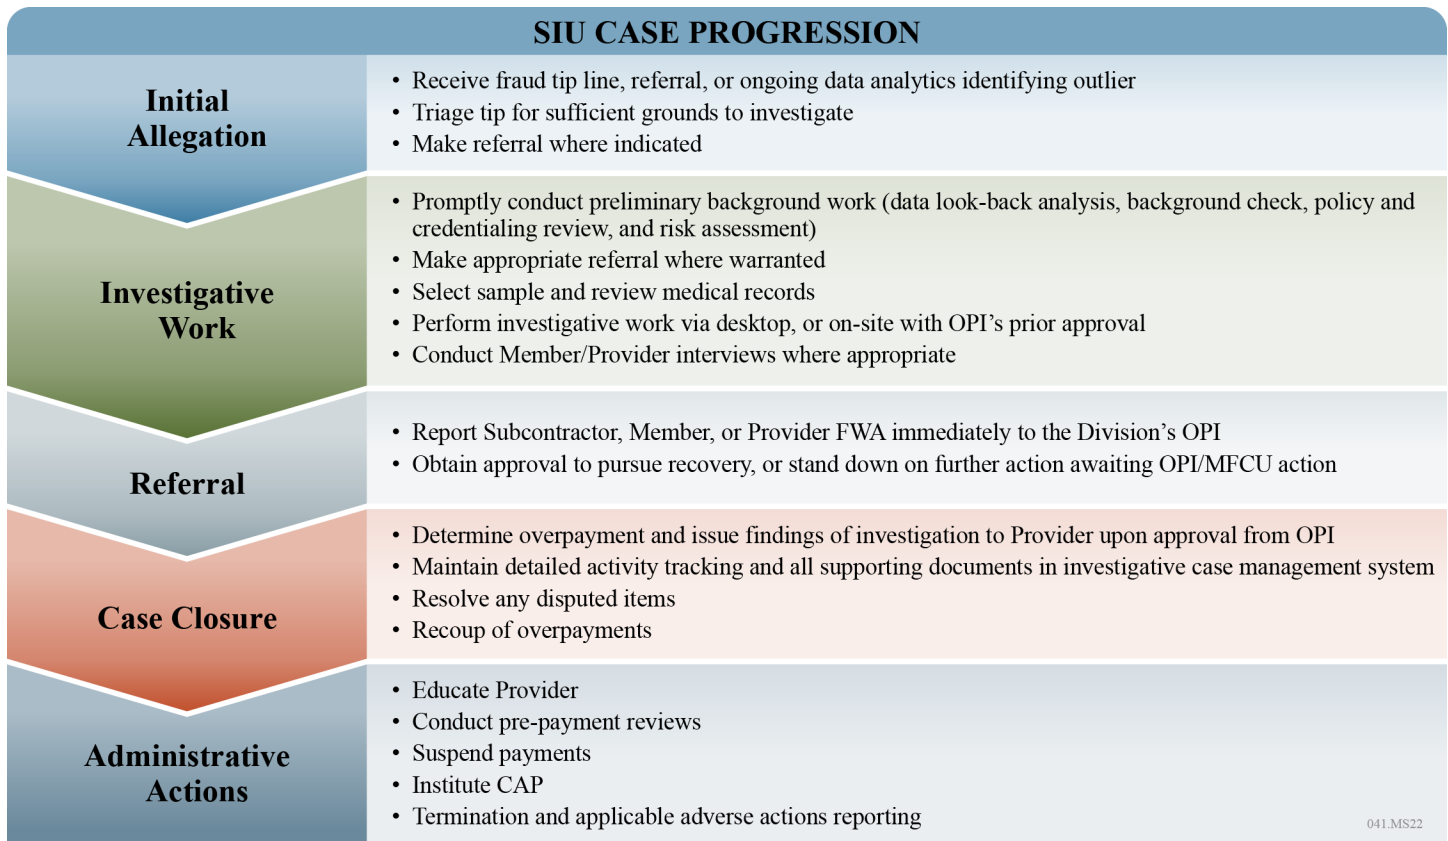 SIU CASE PROGRESSION
Initial
Allegation
• Receive fraud tip line, referral, or ongoing data analytics identifying outlier
• Triage tip for sufficient grounds to investigate
• Make referral where indicated
Investigative
Work
• Promptly conduct preliminary background work (data look-back analysis, background check, policy and
credentialing review, and risk assessment)
• Make appropriate referral where warranted
• Select sample and review medical records
• Perform investigative work via desktop, or on-site with OPI’s prior approval
• Conduct Member/Provider interviews where appropriate
Referral
• Report Subcontractor, Member, or Provider FWA immediately to the Division’s OPI
• Obtain approval to pursue recovery, or stand down on further action awaiting OPI/MFCU action
Case Closure
• Determine overpayment and issue findings of investigation to Provider upon approval from OPI
• Maintain detailed activity tracking and all supporting documents in investigative case management system
• Resolve any disputed items
• Recoup of overpayments
Administrative
Actions
• Educate Provider
• Conduct pre-payment reviews
• Suspend payments
• Institute CAP
• Termination and applicable adverse actions reporting
041.MS22